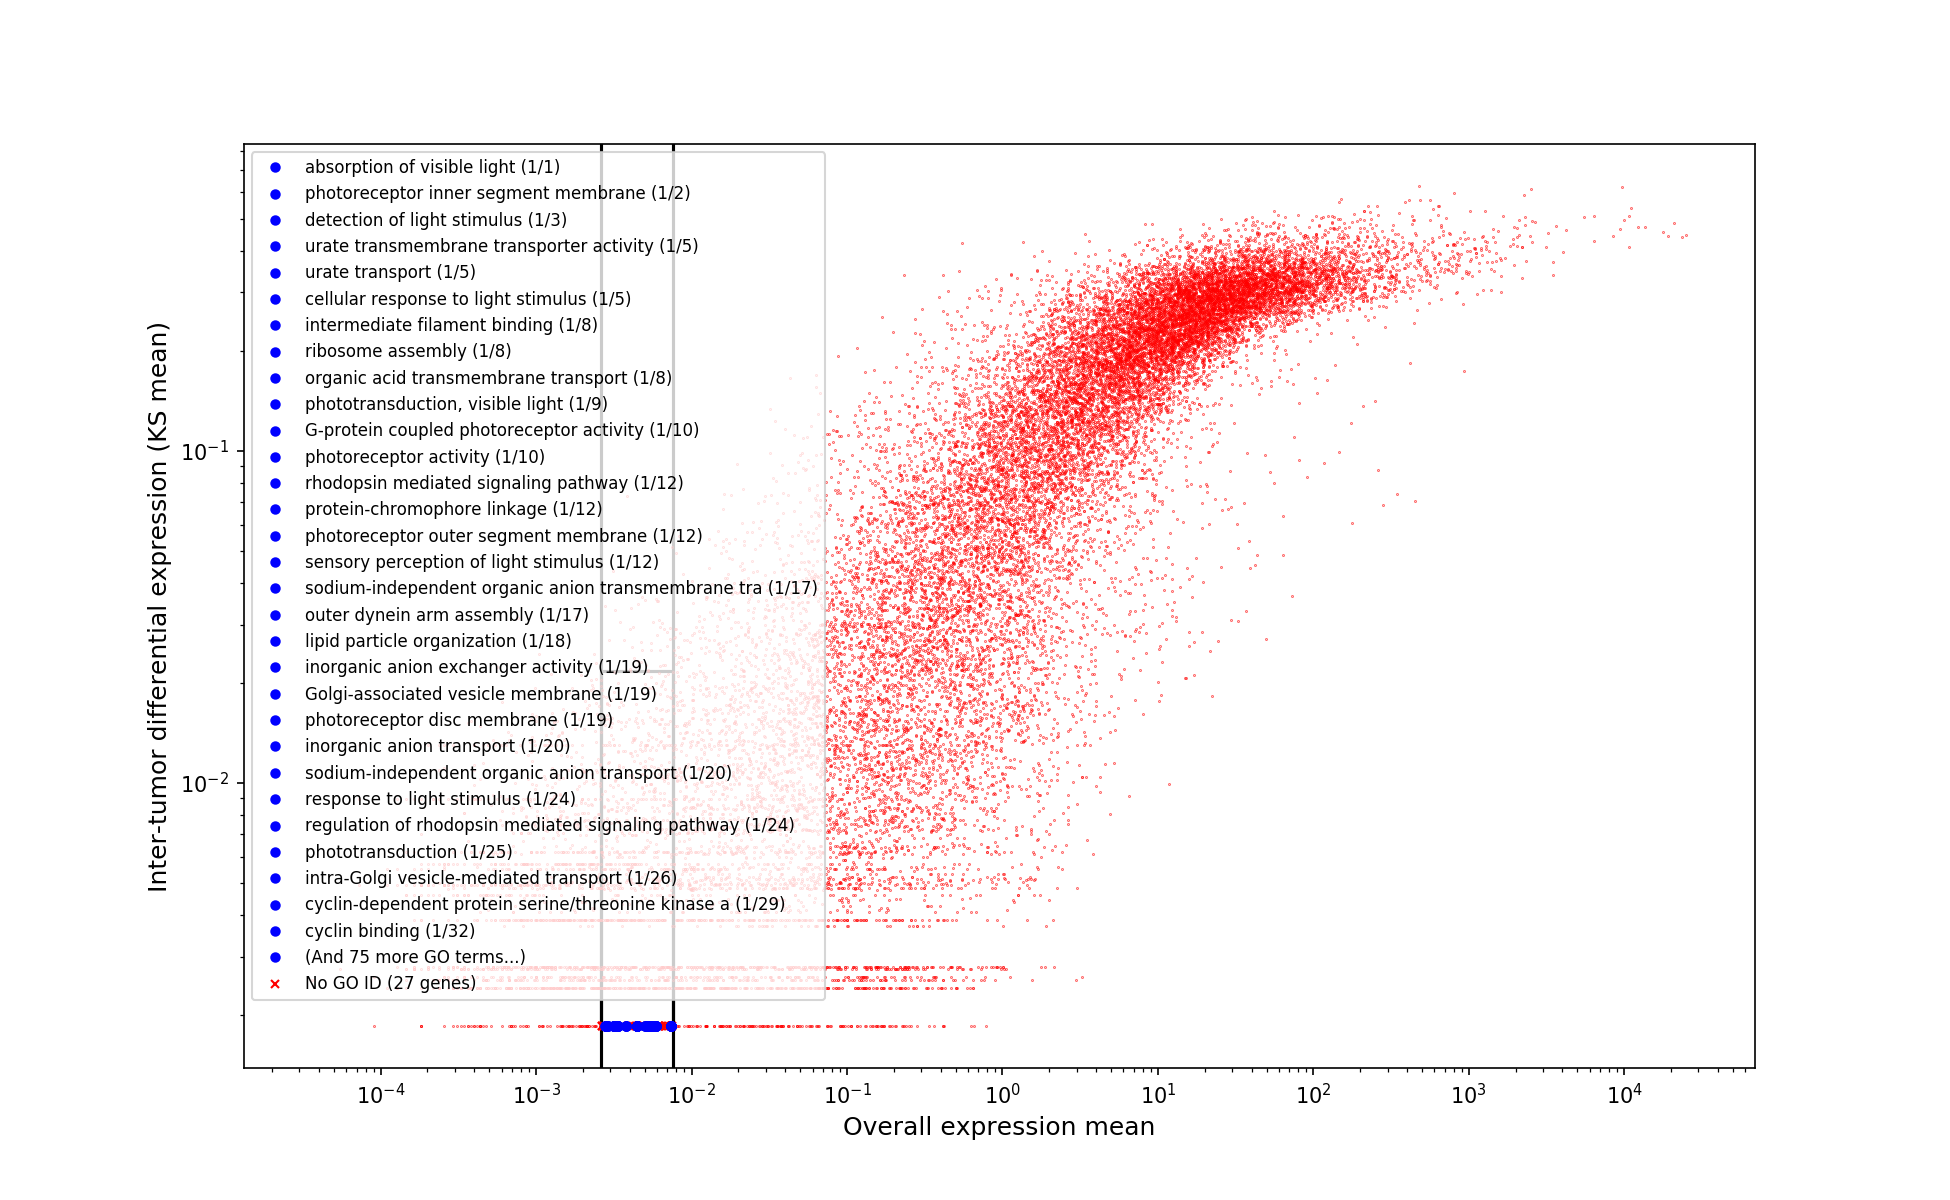 absorption of visible light (1/1)
photoreceptor inner segment membrane (1/2)
detection of light stimulus (1/3)
urate transmembrane transporter activity (1/5)
urate transport (1/5)
cellular response to light stimulus (1/5)
intermediate filament binding (1/8)
ribosome assembly (1/8)
organic acid transmembrane transport (1/8)
phototransduction, visible light (1/9)
G-protein coupled photoreceptor activity (1/10)
photoreceptor activity (1/10)
rhodopsin mediated signaling pathway (1/12)
protein-chromophore linkage (1/12)
photoreceptor outer segment membrane (1/12)
sensory perception of light stimulus (1/12)
sodium-independent organic anion transmembrane tra (1/17)
outer dynein arm assembly (1/17)
lipid particle organization (1/18)
inorganic anion exchanger activity (1/19)
Golgi-associated vesicle membrane (1/19)
photoreceptor disc membrane (1/19)
inorganic anion transport (1/20)
sodium-independent organic anion transport (1/20)
response to light stimulus (1/24)
regulation of rhodopsin mediated signaling pathway (1/24)
phototransduction (1/25)
intra-Golgi vesicle-mediated transport (1/26)
cyclin-dependent protein serine/threonine kinase a (1/29)
cyclin binding (1/32)
(And 75 more GO terms...)
No GO ID (27 genes)
Inter-tumor differential expression (KS mean)
10⁻¹
10⁻²
10⁻⁴ 10⁻³ 10⁻² 10⁻¹ 10⁰ 10¹ 10² 10³ 10⁴
Overall expression mean